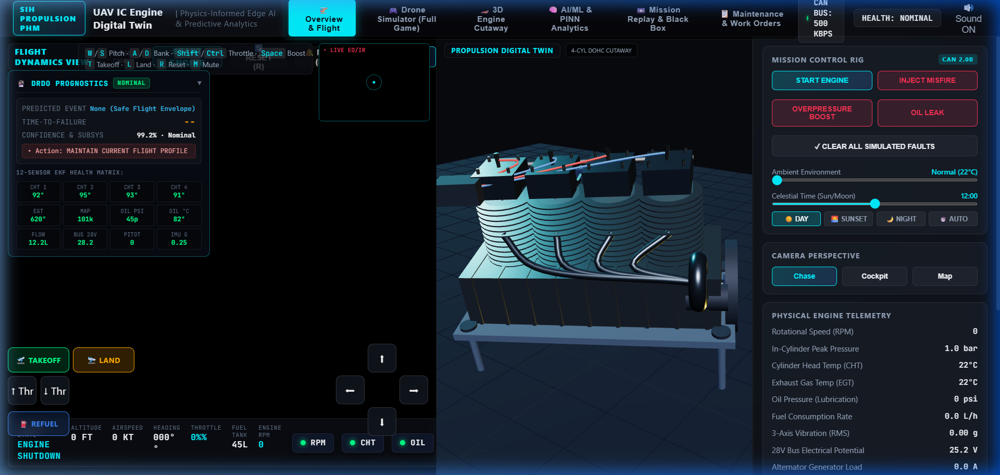 SIH
PROPULSION
PHM
UAV IC Engine
Digital Twin
| Physics-Informed Edge AI
& Predictive Analytics
Overview
& Flight
Drone
Simulator (Full
Game)
3D
Engine
Cutaway
AI/ML &
PINN
Analytics
Mission
Replay & Black
Box
Maintenance
& Work Orders
CAN
BUS:
500
KBPS
HEALTH: NOMINAL
Sound
ON
FLIGHT
DYNAMICS VIEW
W / S Pitch · A / D Bank · Shift / Ctrl Throttle · Space Boost
T Takeoff · L Land · R Reset · M Mute
RESET
(R)
• LIVE EO/IR
DRDO PROGNOSTICS NOMINAL ▼
PREDICTED EVENT None (Safe Flight Envelope)
TIME-TO-FAILURE --
CONFIDENCE & SUBSYS 99.2% · Nominal
• Action: MAINTAIN CURRENT FLIGHT PROFILE
12-SENSOR EKF HEALTH MATRIX:
CHT 1 CHT 2 CHT 3 CHT 4
92° 95° 93° 91°
EGT MAP OIL PSI OIL °C
620° 101k 45p 82°
FLOW BUS 28V PITOT IMU G
12.2L 28.2 0 0.25
TAKEOFF LAND
↑ Thr ↓ Thr
↑
← →
↓
REFUEL
ENGINE
SHUTDOWN
ALTITUDE
0 FT
AIRSPEED
0 KT
HEADING
000°
°
THROTTLE
0%%
FUEL
TANK
45L
ENGINE
RPM
0
RPM CHT OIL
PROPULSION DIGITAL TWIN 4-CYL DOHC CUTAWAY
MISSION CONTROL RIG CAN 2.0B
START ENGINE INJECT MISFIRE
OVERPRESSURE
BOOST
OIL LEAK
✓ CLEAR ALL SIMULATED FAULTS
Ambient Environment Normal (22°C)
Celestial Time (Sun/Moon) 12:00
DAY SUNSET NIGHT AUTO
CAMERA PERSPECTIVE
Chase Cockpit Map
PHYSICAL ENGINE TELEMETRY
Rotational Speed (RPM) 0
In-Cylinder Peak Pressure 1.0 bar
Cylinder Head Temp (CHT) 22°C
Exhaust Gas Temp (EGT) 22°C
Oil Pressure (Lubrication) 0 psi
Fuel Consumption Rate 0.0 L/h
3-Axis Vibration (RMS) 0.00 g
28V Bus Electrical Potential 25.2 V
Alternator Generator Load 0.0 A